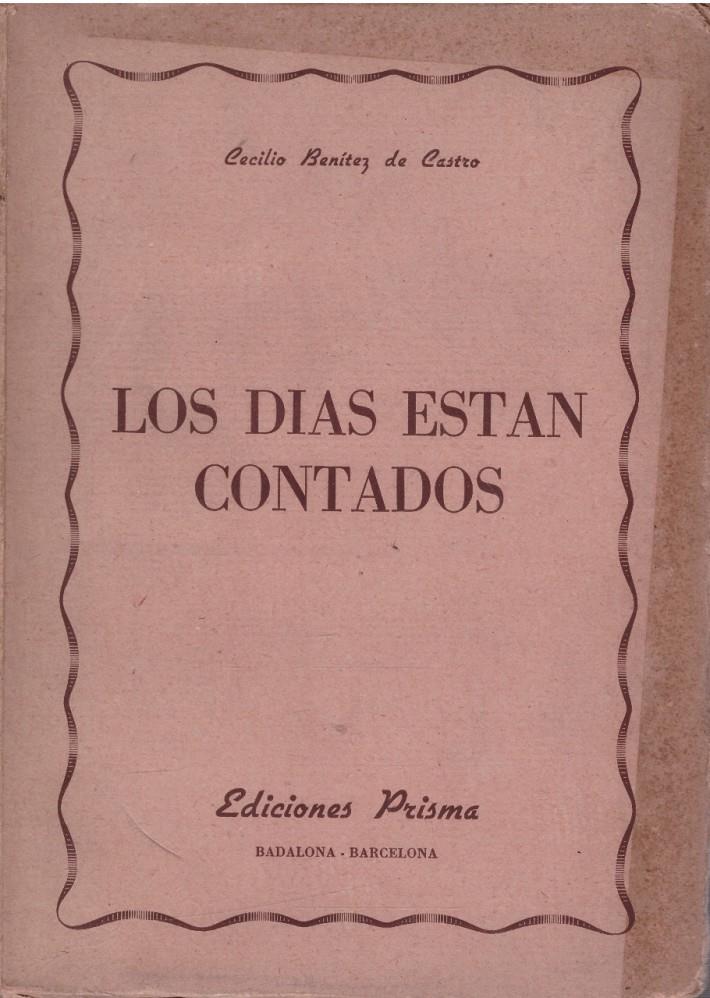 Cecilio Benítez de Castro
LOS DIAS ESTAN
CONTADOS
Ediciones Prisma
BADALONA - BARCELONA